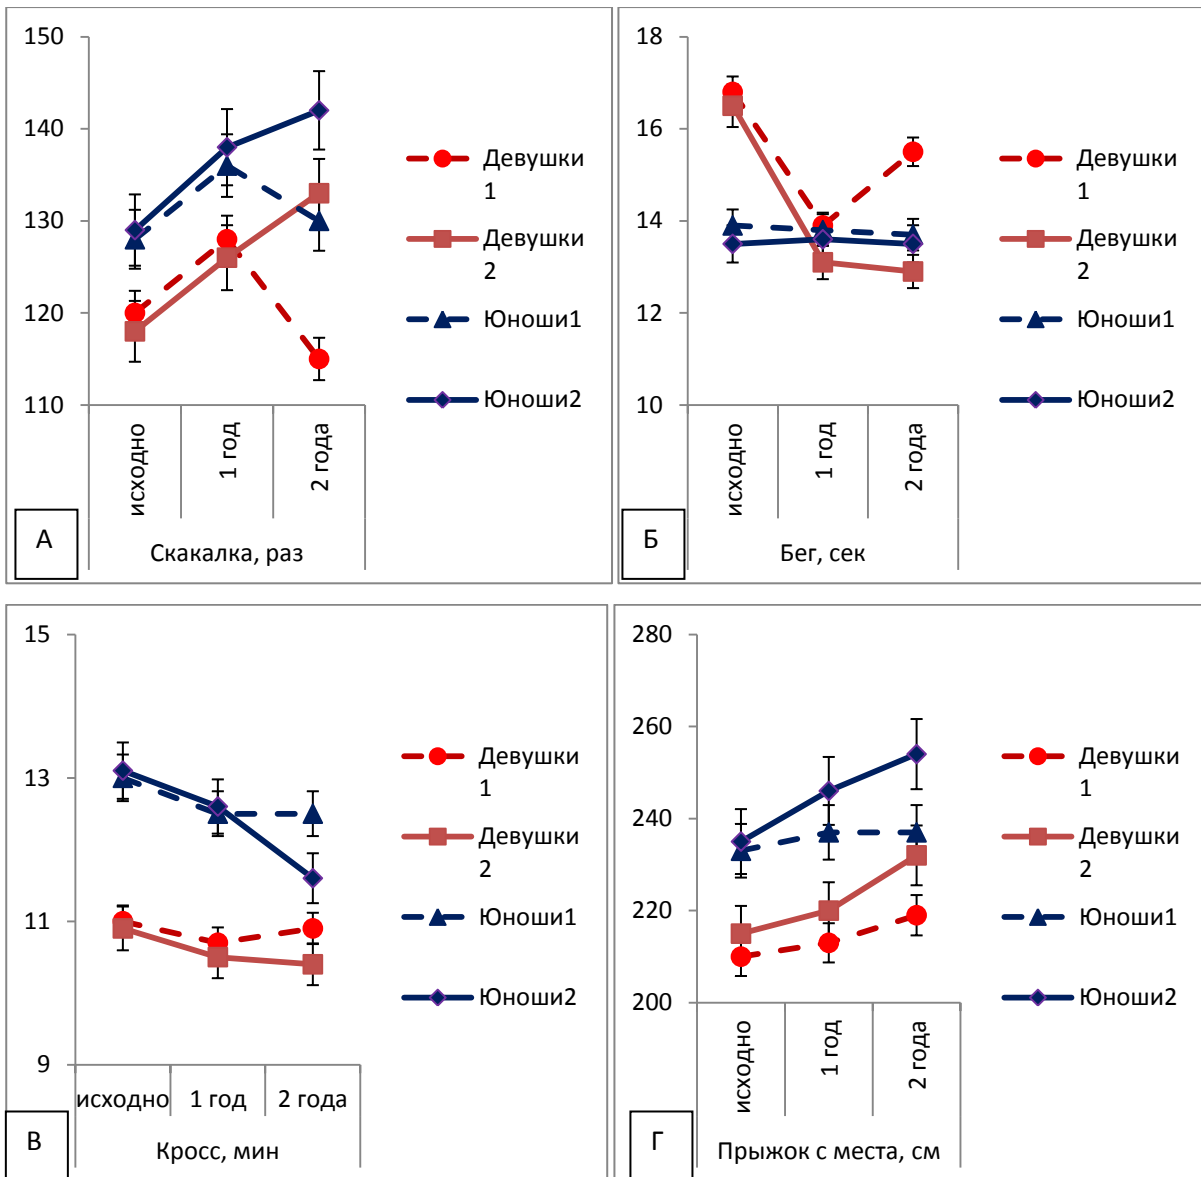 150
140
130
120
110
исходно
1 год
2 года
Скакалка, раз
А
Девушки
1
Девушки
2
Юноши1
Юноши2
18
16
14
12
10
исходно
1 год
2 года
Бег, сек
Б
Девушки
1
Девушки
2
Юноши1
Юноши2
15
13
11
9
исходно
1 год
2 года
Кросс, мин
В
Девушки
1
Девушки
2
Юноши1
Юноши2
280
260
240
220
200
исходно
1 год
2 года
Прыжок с места, см
Г
Девушки
1
Девушки
2
Юноши1
Юноши2